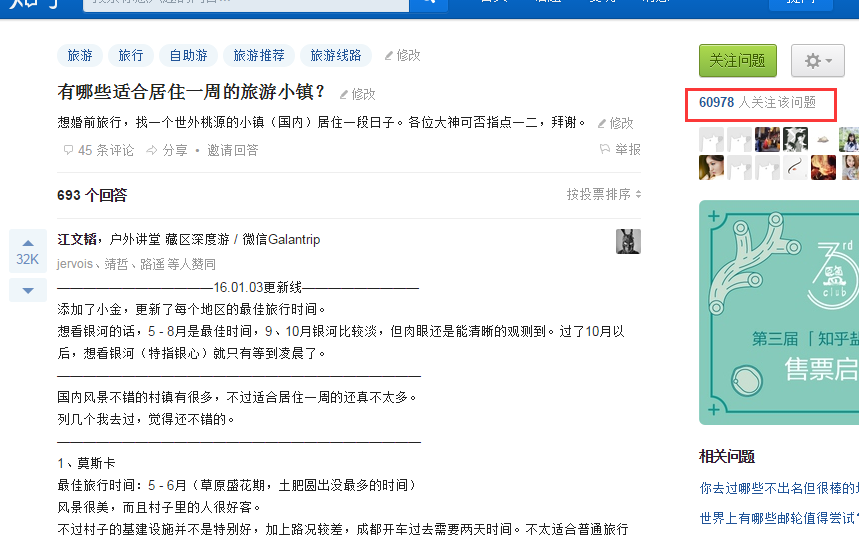 旅游 旅行 自助游 旅游推荐 旅游线路 修改
有哪些适合居住一周的旅游小镇? 修改
想婚前旅行，找一个世外桃源的小镇（国内）居住一段日子。各位大神可否指点一二，拜谢。 修改
45 条评论 分享 • 邀请回答 举报
693 个回答 按投票排序
32K
江文韬，户外讲堂 藏区深度游 / 微信Galantrip
jervois、靖哲、路遥 等人赞同
——————————————16.01.03更新线——————————
添加了小金，更新了每个地区的最佳旅行时间。
想看银河的话，5 - 8月是最佳时间，9、10月银河比较淡，但肉眼还是能清晰的观测到。过了10月以
后，想看银河（特指银心）就只有等到凌晨了。
国内风景不错的村镇有很多，不过适合居住一周的还真不太多。
列几个我去过，觉得还不错的。
1、莫斯卡
最佳旅行时间：5 - 6月（草原盛花期，土肥圆出没最多的时间）
风景很美，而且村子里的人很好客。
不过村子的基建设施并不是特别好，加上路况较差，成都开车过去需要两天时间。不太适合普通旅行
关注问题
60978 人关注该问题
3rd
盐
club
第三届「知乎盐
售票启
相关问题
你去过哪些不出名但很棒的
世界上有哪些邮轮值得尝试?